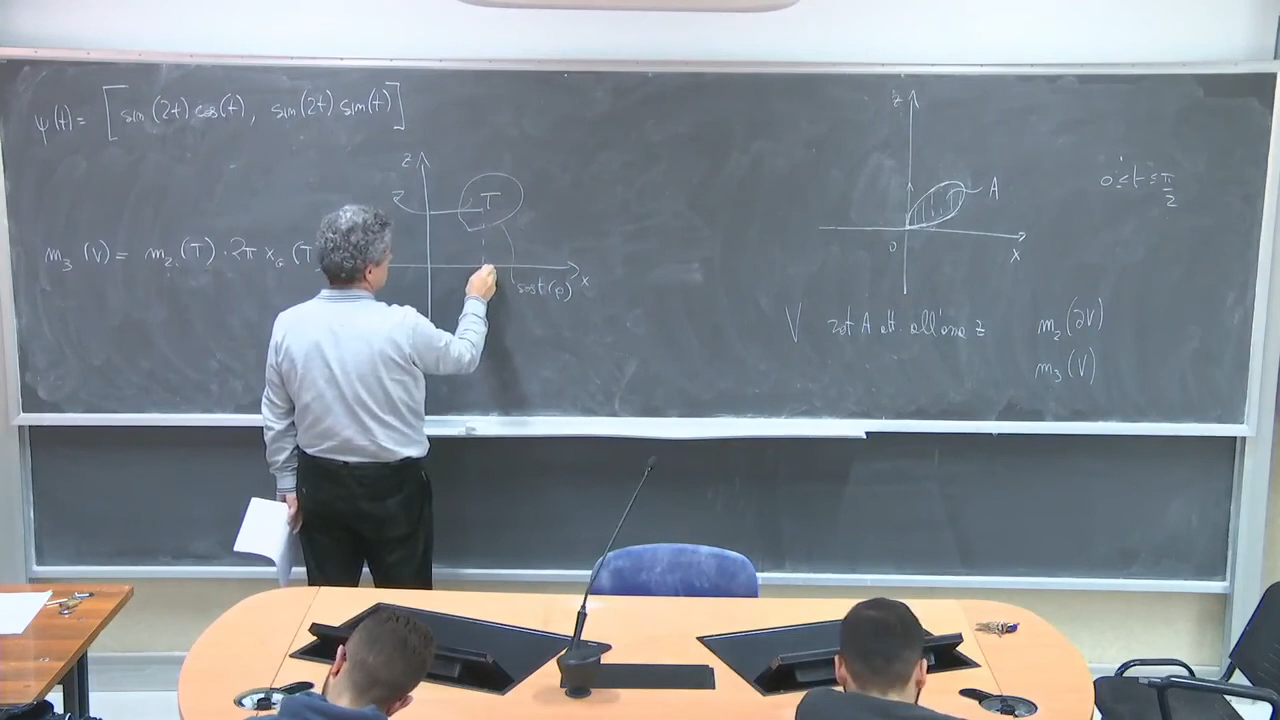 ψ(t) = [sin(2t)cos(t), sin(2t)sin(t)]
m₃(V) = m₂(T) · 2π x_G (T
z
T
sost(φ) x
z
A
0 x
0 ≤ t ≤ π/2
V rot A att. all'asse z
m₂(∂V)
m₃(V)